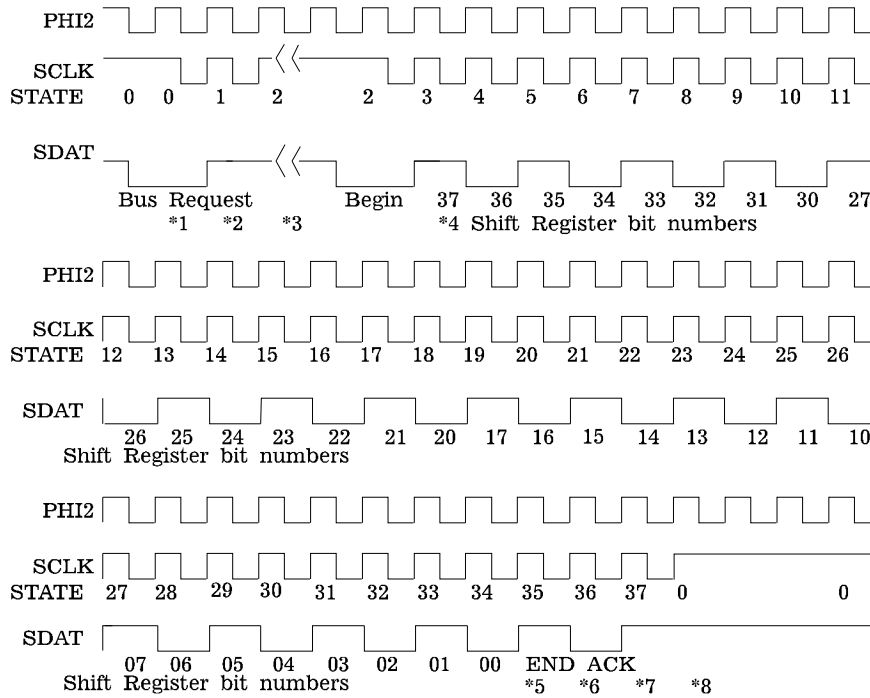 PHI2
SCLK
STATE 0 0 1 2 2 3 4 5 6 7 8 9 10 11
SDAT
Bus Request Begin 37 36 35 34 33 32 31 30 27
*1 *2 *3 *4 Shift Register bit numbers
PHI2
SCLK
STATE 12 13 14 15 16 17 18 19 20 21 22 23 24 25 26
SDAT
26 25 24 23 22 21 20 17 16 15 14 13 12 11 10
Shift Register bit numbers
PHI2
SCLK
STATE 27 28 29 30 31 32 33 34 35 36 37 0 0
SDAT
07 06 05 04 03 02 01 00 END ACK
Shift Register bit numbers *5 *6 *7 *8